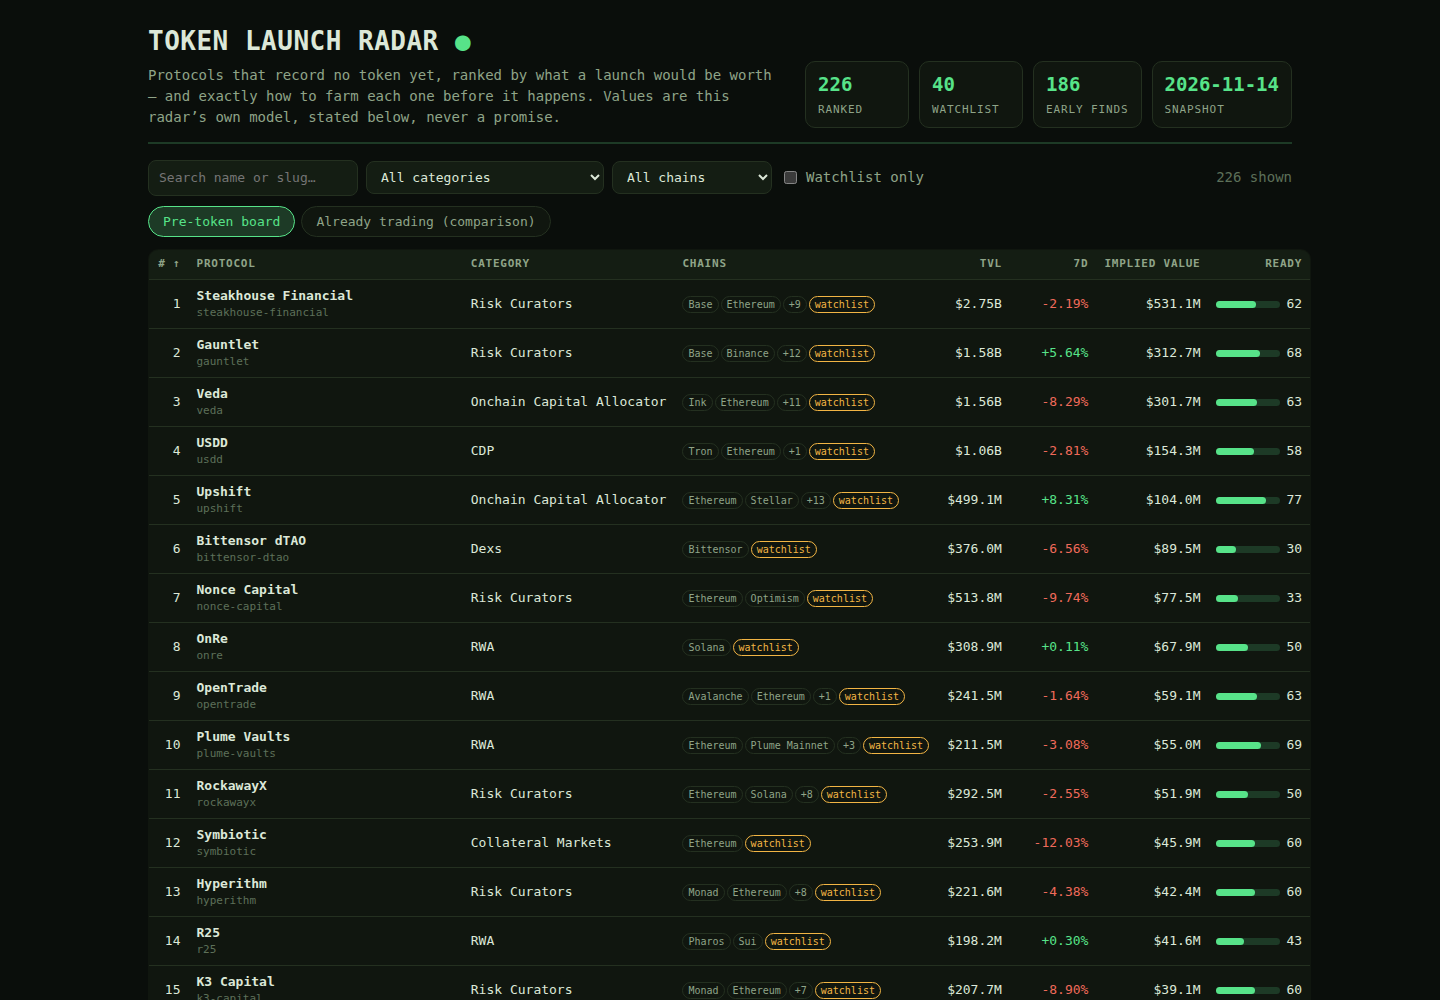 TOKEN LAUNCH RADAR
Protocols that record no token yet, ranked by what a launch would be worth
— and exactly how to farm each one before it happens. Values are this
radar’s own model, stated below, never a promise.
226 RANKED
40 WATCHLIST
186 EARLY FINDS
2026-11-14 SNAPSHOT
Search name or slug… All categories All chains Watchlist only 226 shown
Pre-token board Already trading (comparison)
# ↑ PROTOCOL CATEGORY CHAINS TVL 7D IMPLIED VALUE READY
1 Steakhouse Financial Risk Curators Base Ethereum +9 watchlist $2.75B -2.19% $531.1M 62
steakhouse-financial
2 Gauntlet Risk Curators Base Binance +12 watchlist $1.58B +5.64% $312.7M 68
gauntlet
3 Veda Onchain Capital Allocator Ink Ethereum +11 watchlist $1.56B -8.29% $301.7M 63
veda
4 USDD CDP Tron Ethereum +1 watchlist $1.06B -2.81% $154.3M 58
usdd
5 Upshift Onchain Capital Allocator Ethereum Stellar +13 watchlist $499.1M +8.31% $104.0M 77
upshift
6 Bittensor dTAO Dexs Bittensor watchlist $376.0M -6.56% $89.5M 30
bittensor-dtao
7 Nonce Capital Risk Curators Ethereum Optimism watchlist $513.8M -9.74% $77.5M 33
nonce-capital
8 OnRe RWA Solana watchlist $308.9M +0.11% $67.9M 50
onre
9 OpenTrade RWA Avalanche Ethereum +1 watchlist $241.5M -1.64% $59.1M 63
opentrade
10 Plume Vaults RWA Ethereum Plume Mainnet +3 watchlist $211.5M -3.08% $55.0M 69
plume-vaults
11 RockawayX Risk Curators Ethereum Solana +8 watchlist $292.5M -2.55% $51.9M 50
rockawayx
12 Symbiotic Collateral Markets Ethereum watchlist $253.9M -12.03% $45.9M 60
symbiotic
13 Hyperithm Risk Curators Monad Ethereum +8 watchlist $221.6M -4.38% $42.4M 60
hyperithm
14 R25 RWA Pharos Sui watchlist $198.2M +0.30% $41.6M 43
r25
15 K3 Capital Risk Curators Monad Ethereum +7 watchlist $207.7M -8.90% $39.1M 60
k3-capital